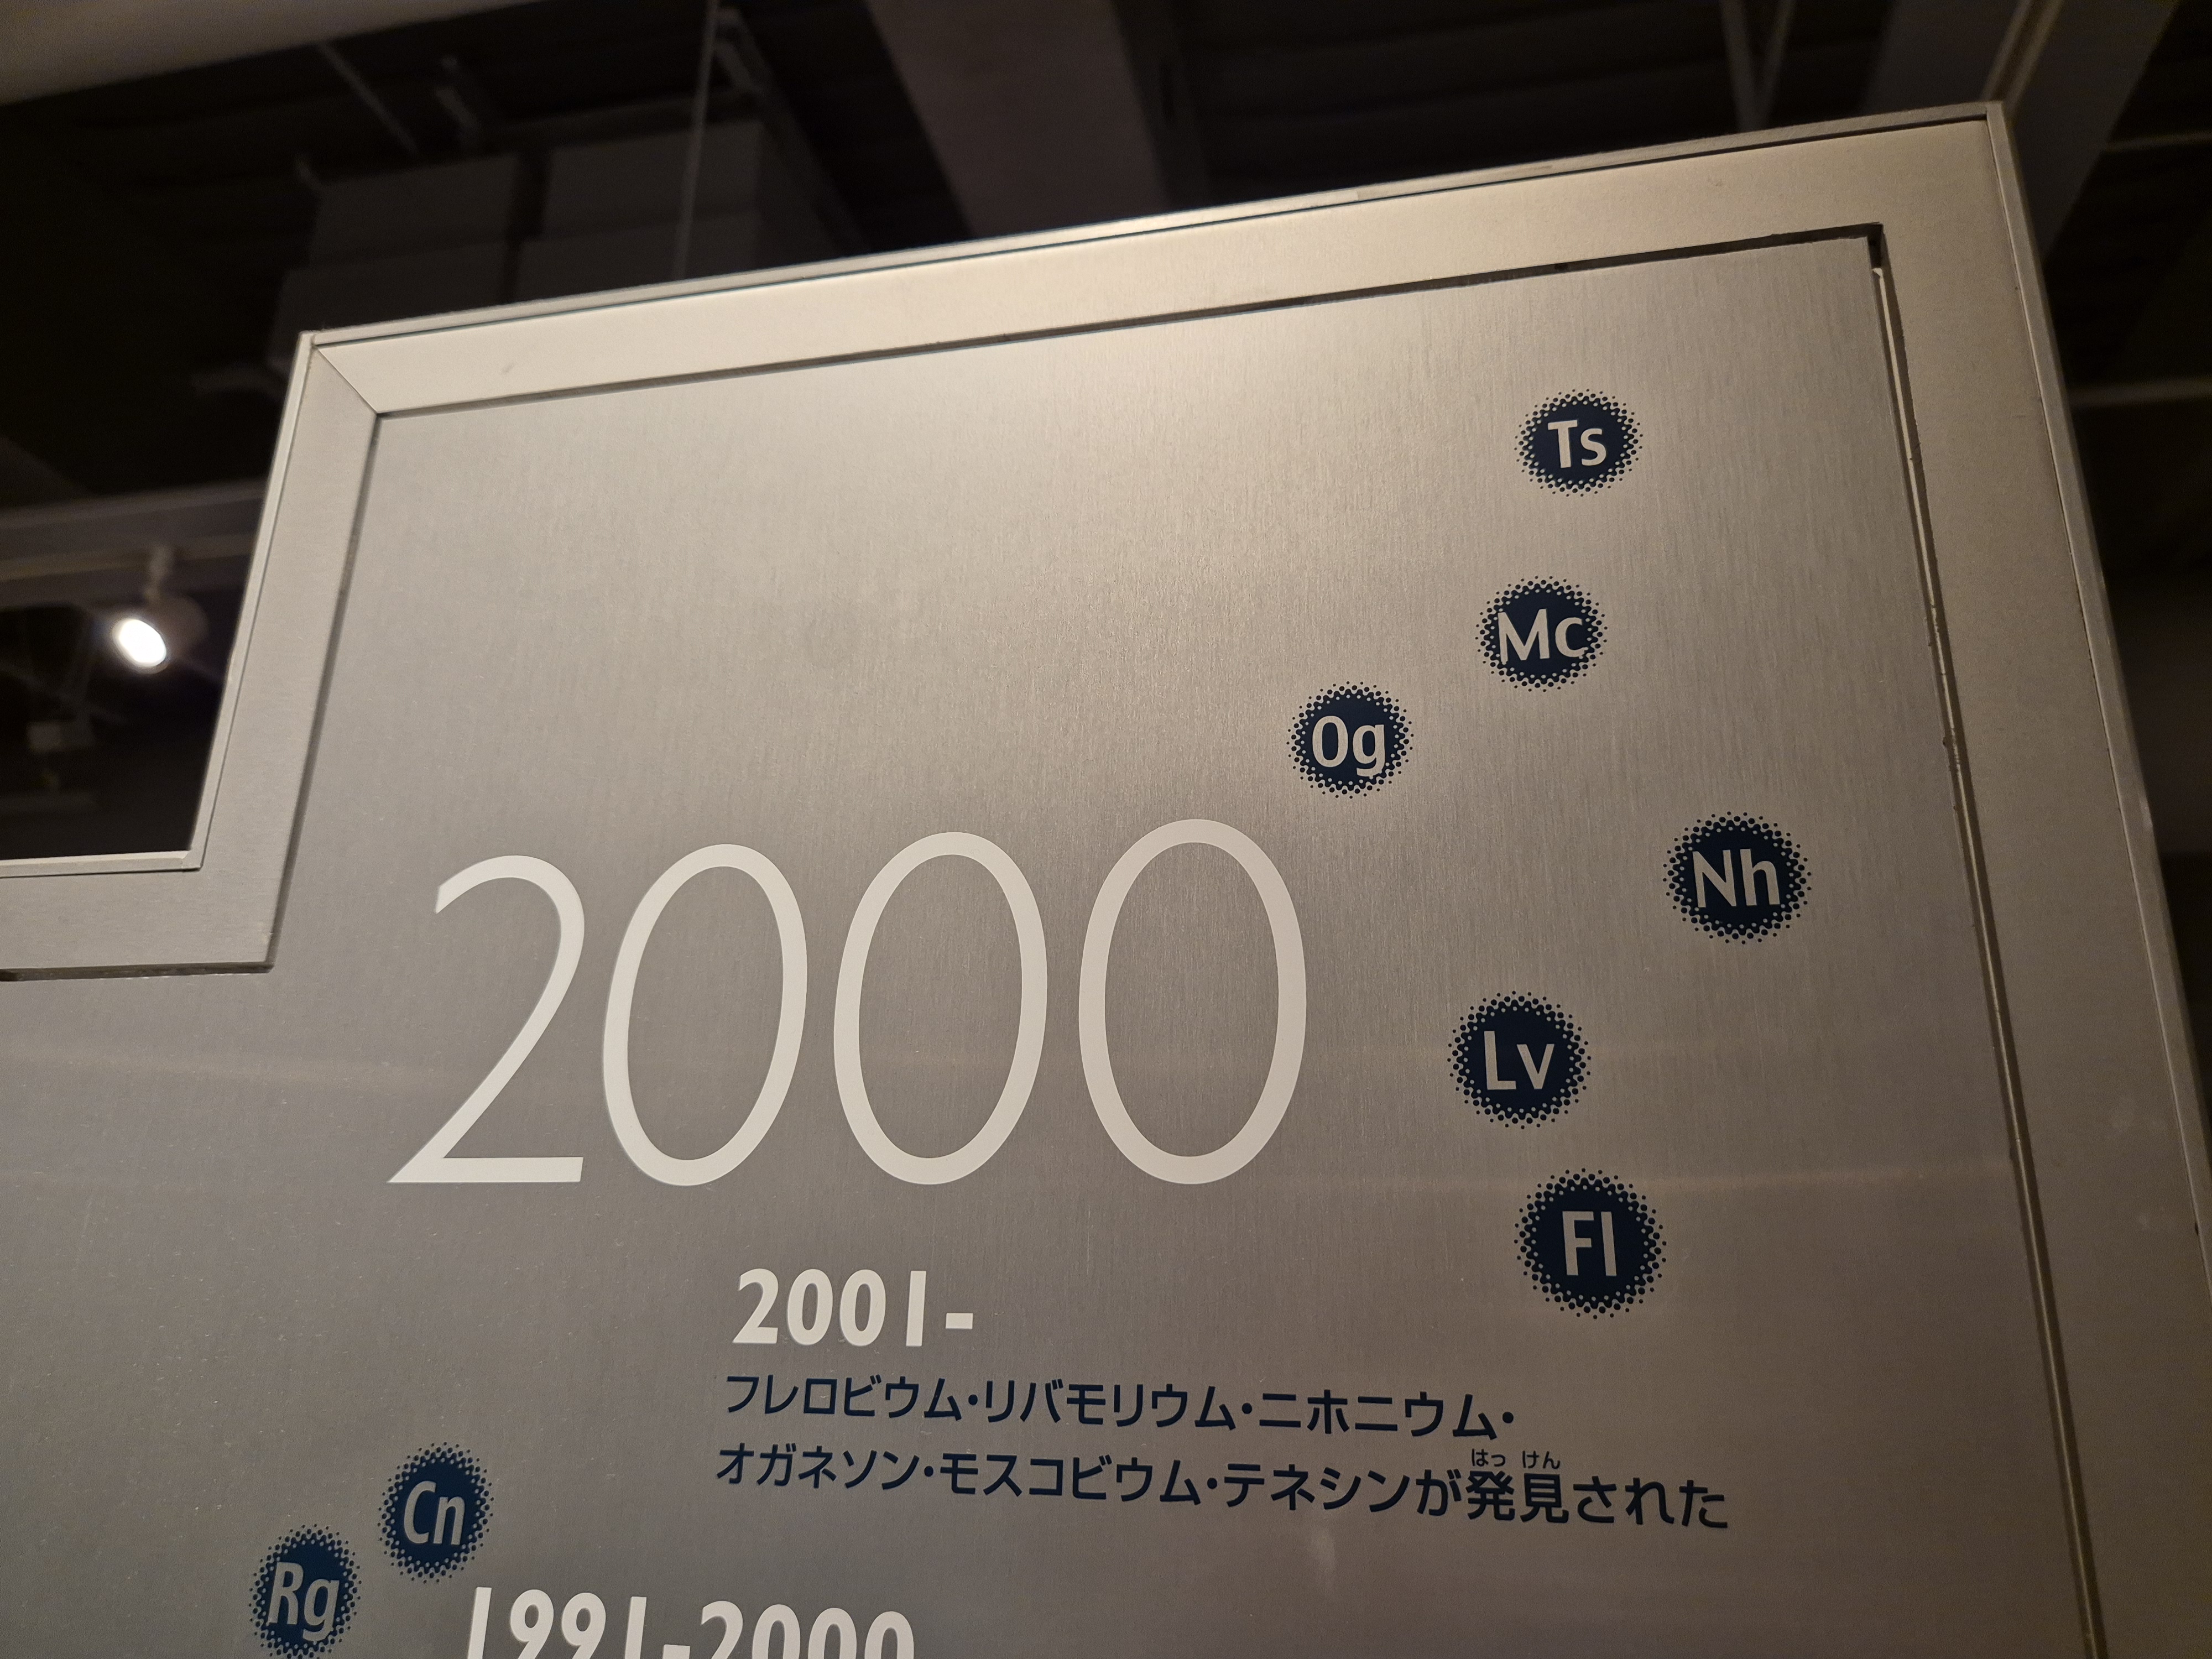 Ts
Mc
Og
Nh
2000
Lv
Fl
2001-
フレロビウム・リバモリウム・ニホニウム・
はっ けん
オガネソン・モスコビウム・テネシンが発見された
Cn
Rg
1991-2000